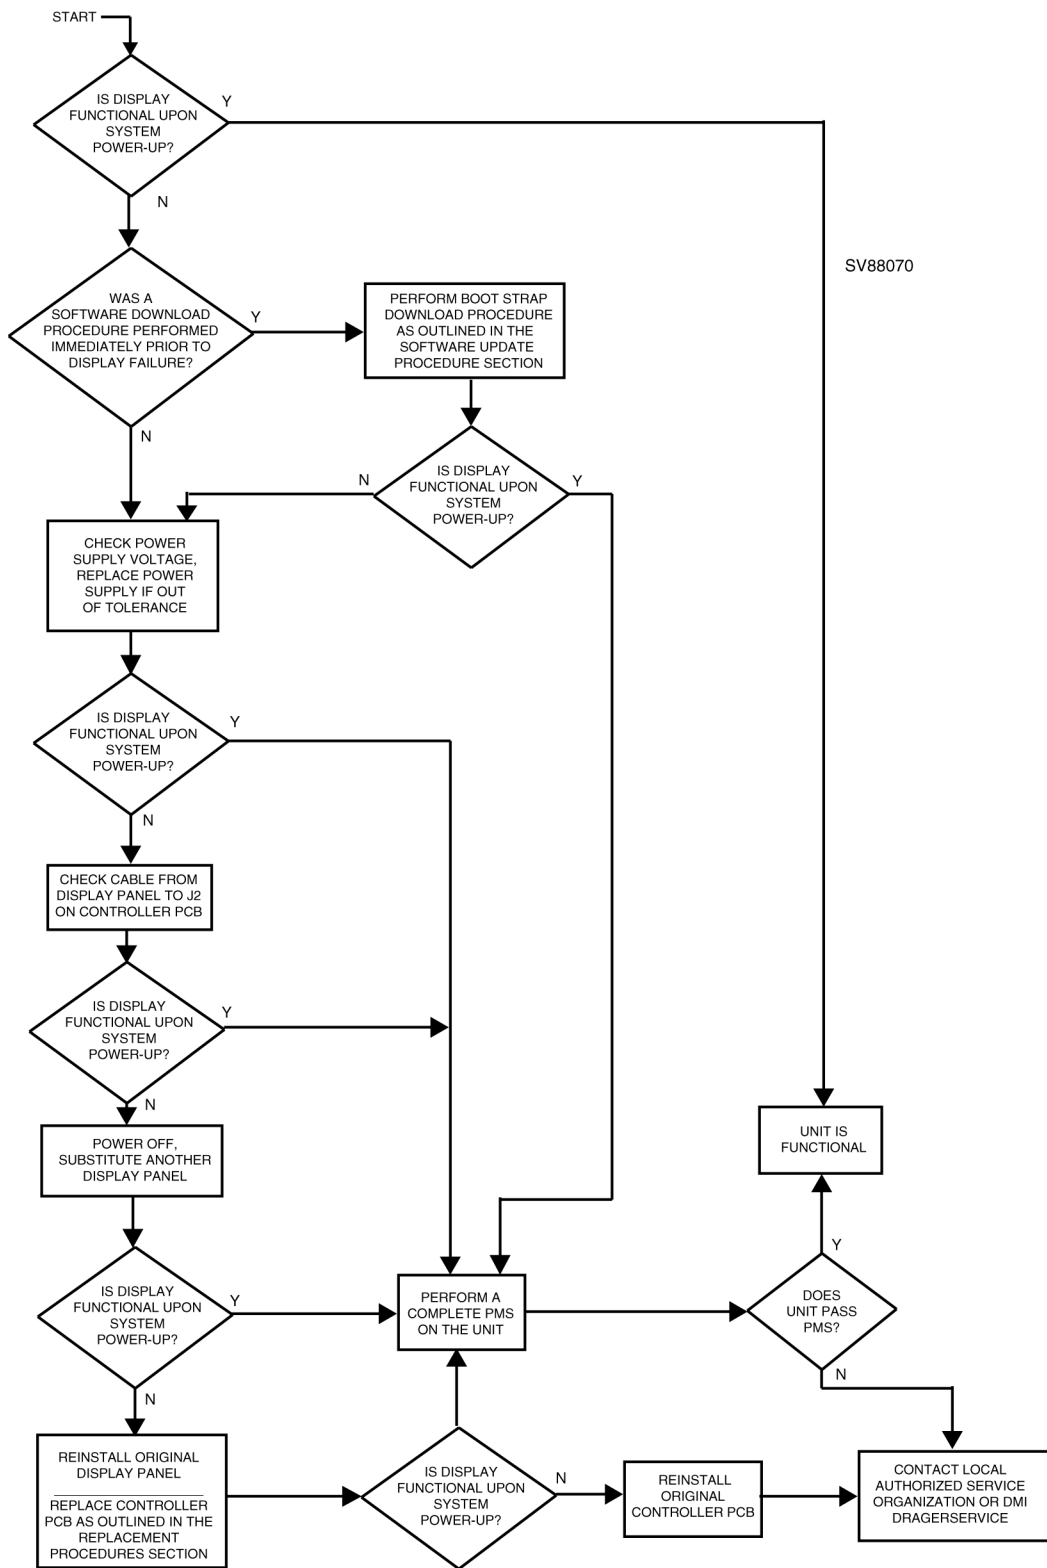 START
IS DISPLAY
FUNCTIONAL UPON
SYSTEM
POWER-UP?
Y
N
SV88070
WAS A
SOFTWARE DOWNLOAD
PROCEDURE PERFORMED
IMMEDIATELY PRIOR TO
DISPLAY FAILURE?
Y
N
PERFORM BOOT STRAP
DOWNLOAD PROCEDURE
AS OUTLINED IN THE
SOFTWARE UPDATE
PROCEDURE SECTION
IS DISPLAY
FUNCTIONAL UPON
SYSTEM
POWER-UP?
N
Y
CHECK POWER
SUPPLY VOLTAGE,
REPLACE POWER
SUPPLY IF OUT
OF TOLERANCE
IS DISPLAY
FUNCTIONAL UPON
SYSTEM
POWER-UP?
Y
N
CHECK CABLE FROM
DISPLAY PANEL TO J2
ON CONTROLLER PCB
IS DISPLAY
FUNCTIONAL UPON
SYSTEM
POWER-UP?
Y
N
POWER OFF,
SUBSTITUTE ANOTHER
DISPLAY PANEL
UNIT IS
FUNCTIONAL
IS DISPLAY
FUNCTIONAL UPON
SYSTEM
POWER-UP?
Y
N
PERFORM A
COMPLETE PMS
ON THE UNIT
Y
DOES
UNIT PASS
PMS?
N
REINSTALL ORIGINAL
DISPLAY PANEL
REPLACE CONTROLLER
PCB AS OUTLINED IN THE
REPLACEMENT
PROCEDURES SECTION
IS DISPLAY
FUNCTIONAL UPON
SYSTEM
POWER-UP?
N
REINSTALL
ORIGINAL
CONTROLLER PCB
CONTACT LOCAL
AUTHORIZED SERVICE
ORGANIZATION OR DMI
DRAGERSERVICE